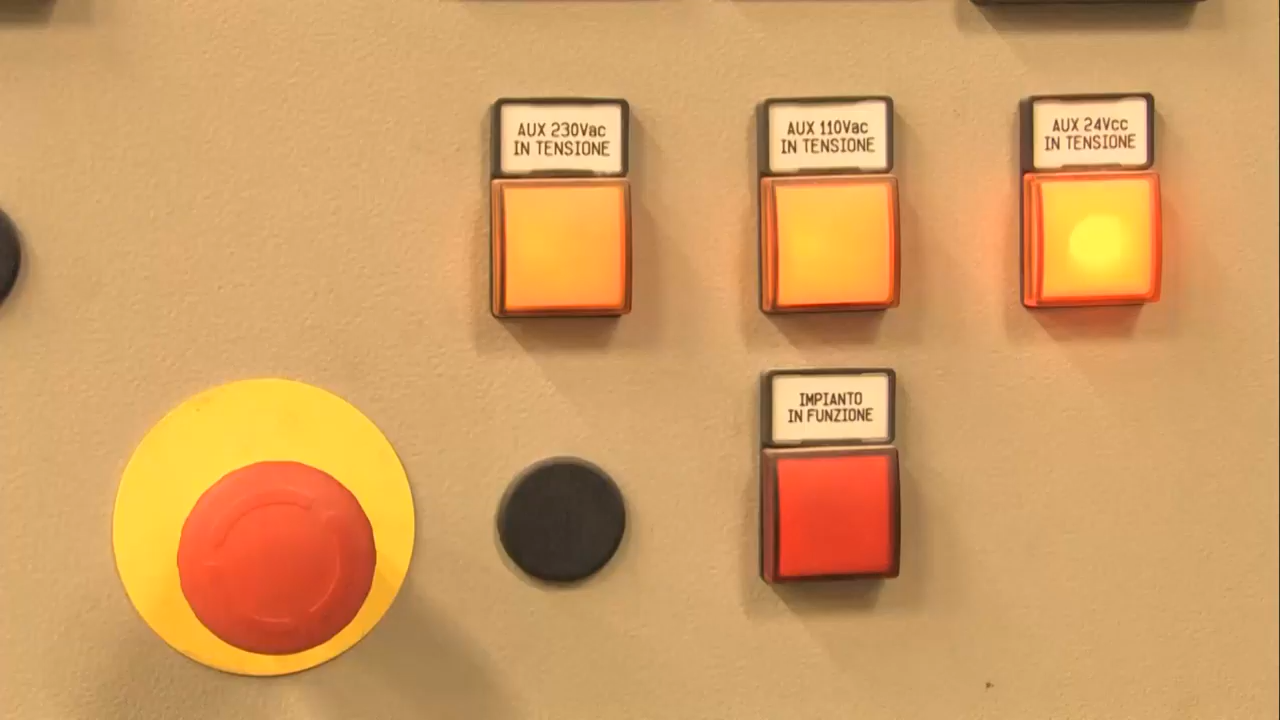 AUX 230Vac
IN TENSIONE
AUX 110Vac
IN TENSIONE
AUX 24Vcc
IN TENSIONE
IMPIANTO
IN FUNZIONE